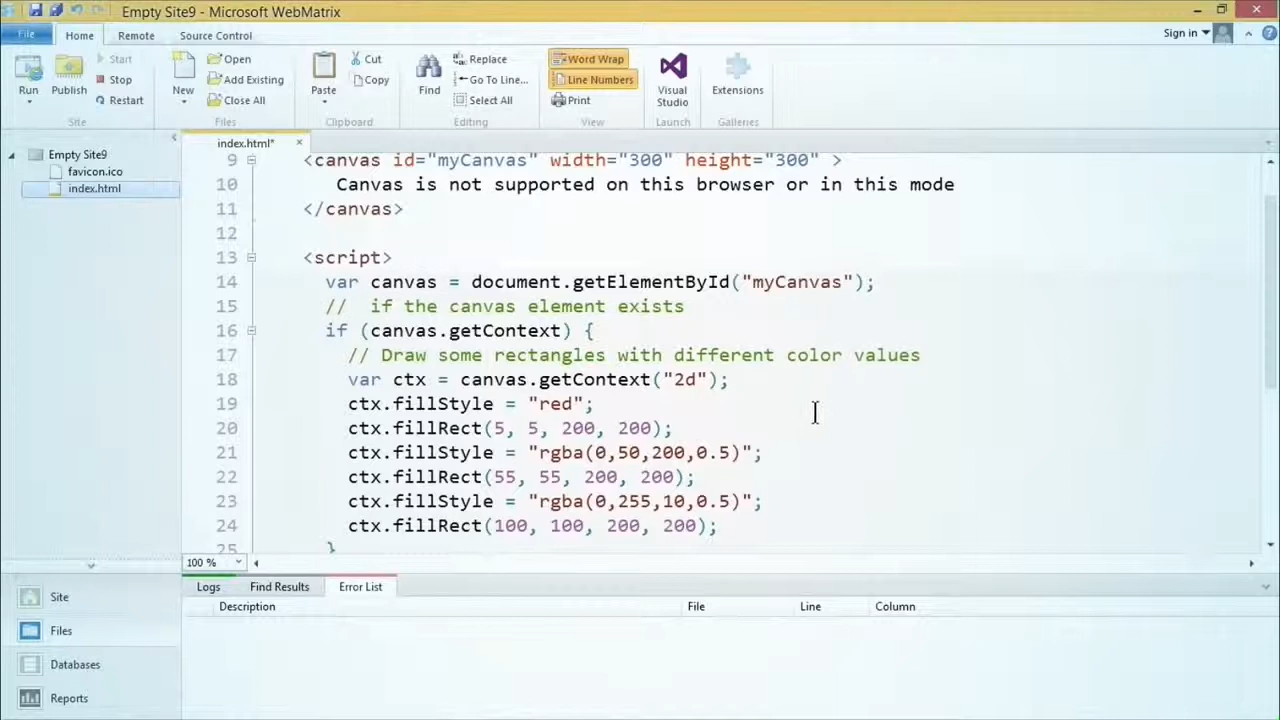 Empty Site9 - Microsoft WebMatrix
File Home Remote Source Control Sign in
Run Publish Start Stop Restart New Open Add Existing Close All Paste Cut Copy Find Replace Go To Line... Select All Word Wrap Line Numbers Print Visual Studio Extensions
Site Files Clipboard Editing View Launch Galleries
index.html*
Empty Site9
favicon.ico
index.html
9 <canvas id="myCanvas" width="300" height="300" >
10 Canvas is not supported on this browser or in this mode
11 </canvas>
12
13 <script>
14 var canvas = document.getElementById("myCanvas");
15 // if the canvas element exists
16 if (canvas.getContext) {
17 // Draw some rectangles with different color values
18 var ctx = canvas.getContext("2d");
19 ctx.fillStyle = "red";
20 ctx.fillRect(5, 5, 200, 200);
21 ctx.fillStyle = "rgba(0,50,200,0.5)";
22 ctx.fillRect(55, 55, 200, 200);
23 ctx.fillStyle = "rgba(0,255,10,0.5)";
24 ctx.fillRect(100, 100, 200, 200);
25 }
100 %
Site
Files
Databases
Reports
Logs Find Results Error List
Description File Line Column